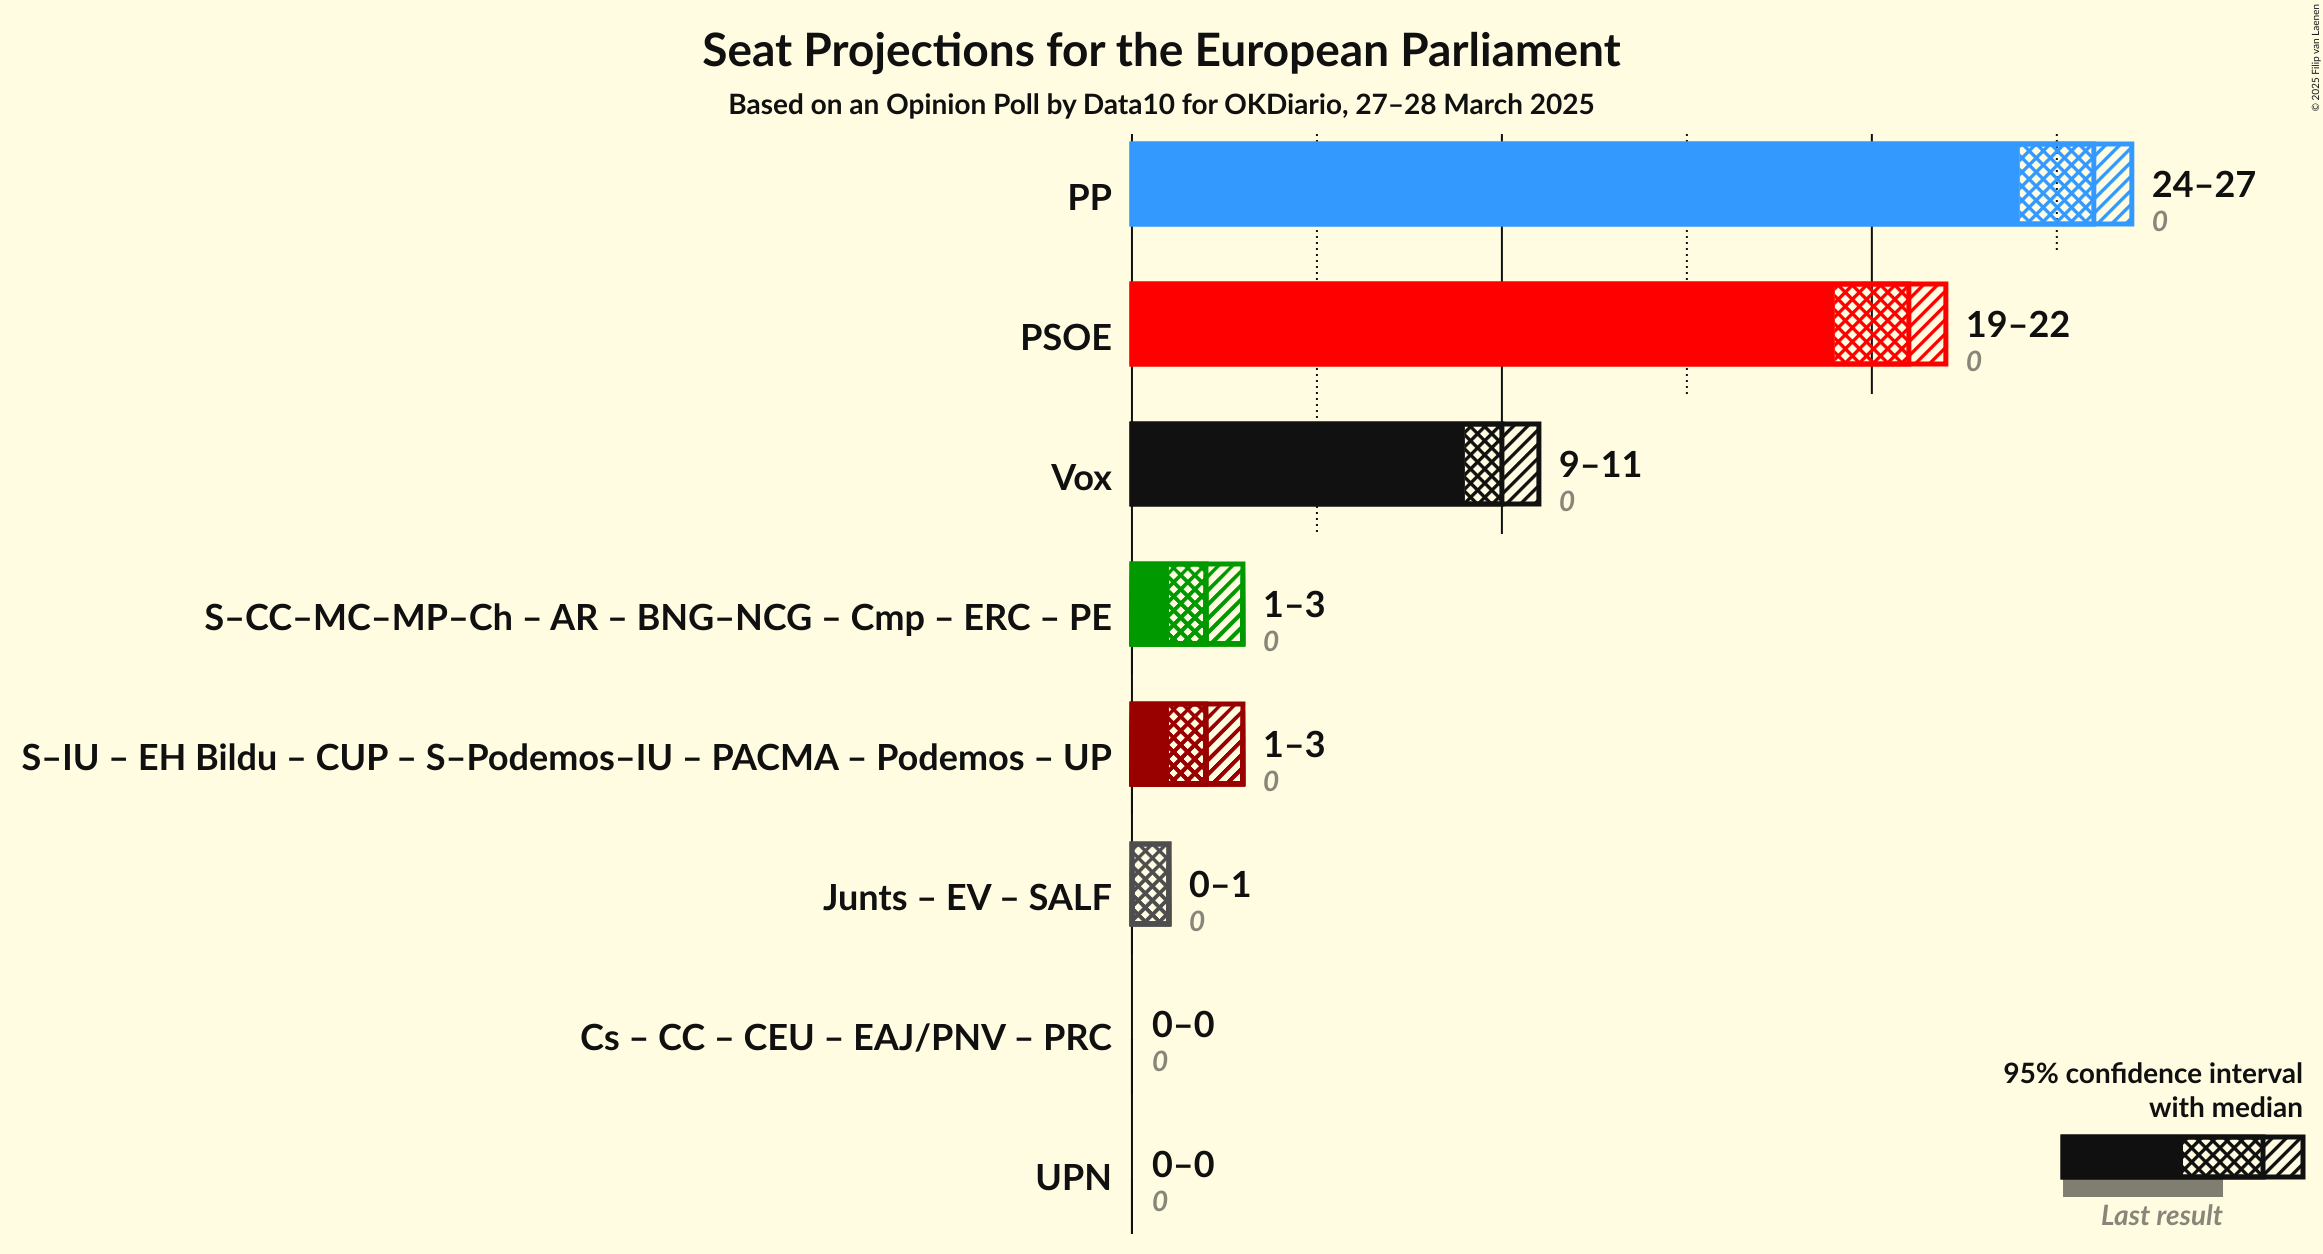 Seat Projections for the European Parliament
Based on an Opinion Poll by Data10 for OKDiario, 27–28 March 2025
© 2025 Filip van Laenen
PP
24–27
0
PSOE
19–22
0
Vox
9–11
0
S–CC–MC–MP–Ch – AR – BNG–NCG – Cmp – ERC – PE
1–3
0
S–IU – EH Bildu – CUP – S–Podemos–IU – PACMA – Podemos – UP
1–3
0
Junts – EV – SALF
0–1
0
Cs – CC – CEU – EAJ/PNV – PRC
0–0
0
UPN
0–0
0
95% confidence interval
with median
Last result